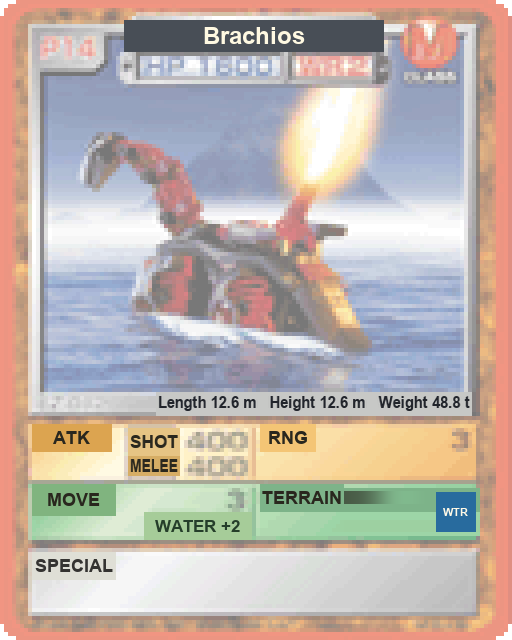 Brachios
P14
HP 1800
CLASS
Length 12.6 m Height 12.6 m Weight 48.8 t
ATK
SHOT 400
MELEE 400
RNG 3
MOVE 3
WATER +2
TERRAIN
WTR
SPECIAL